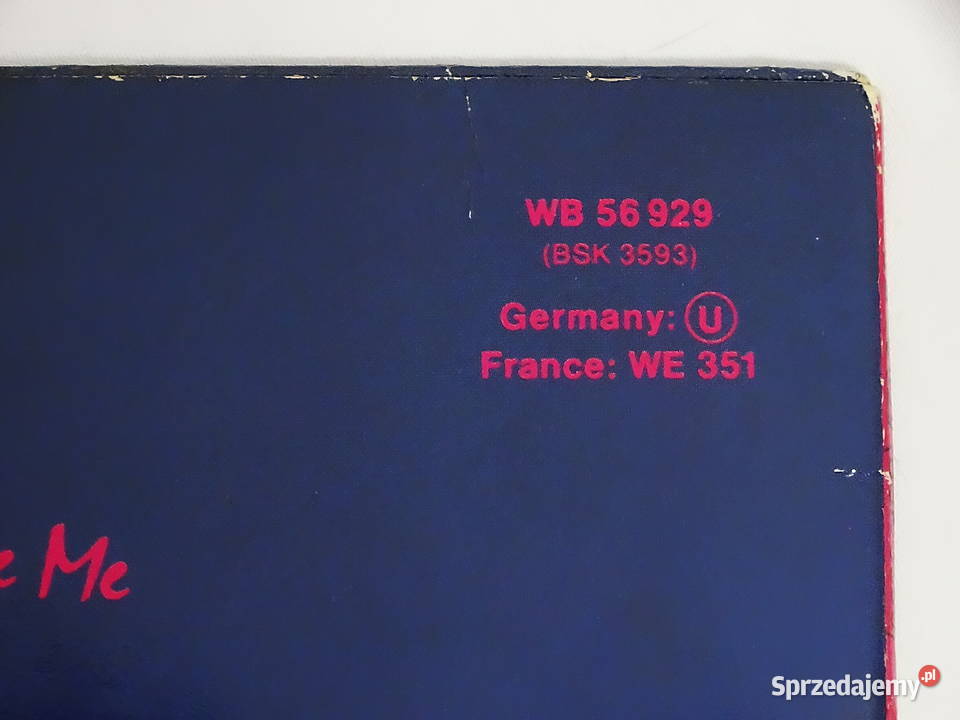 WB 56 929
(BSK 3593)
Germany: U
France: WE 351
Me
Sprzedajemy.pl